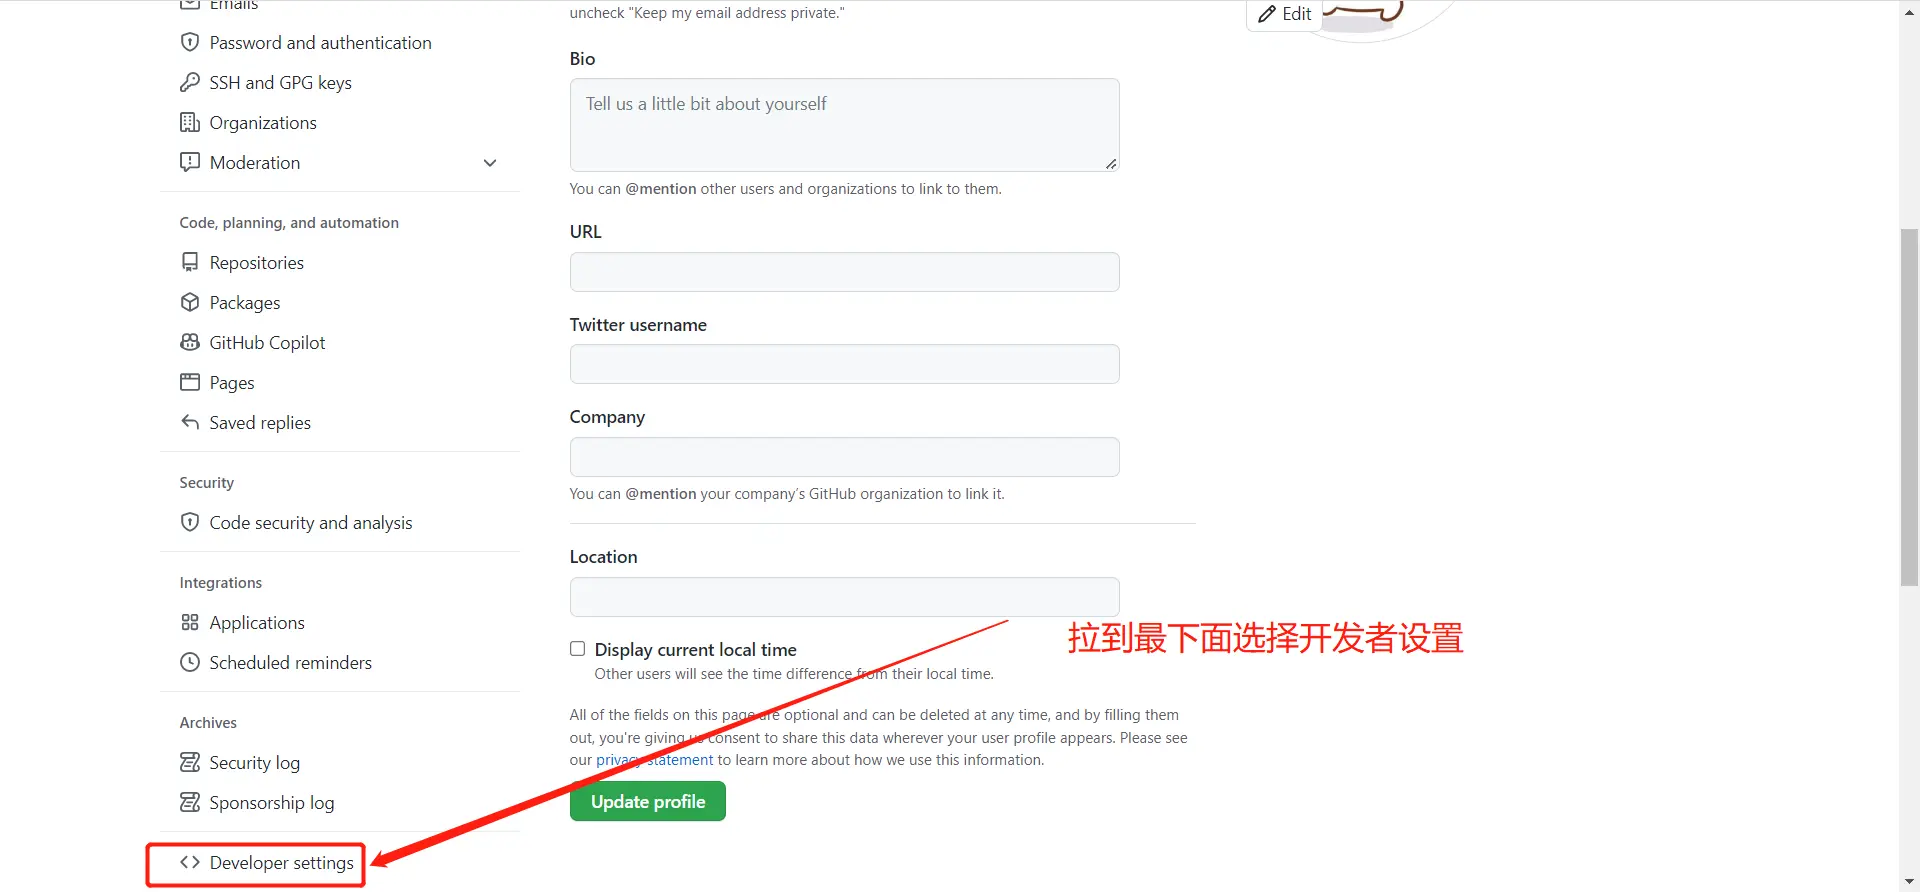 Emails
Password and authentication
SSH and GPG keys
Organizations
Moderation
Code, planning, and automation
Repositories
Packages
GitHub Copilot
Pages
Saved replies
Security
Code security and analysis
Integrations
Applications
Scheduled reminders
Archives
Security log
Sponsorship log
Developer settings
uncheck "Keep my email address private."
Edit
Bio
Tell us a little bit about yourself
You can @mention other users and organizations to link to them.
URL
Twitter username
Company
You can @mention your company's GitHub organization to link it.
Location
拉到最下面选择开发者设置
Display current local time
Other users will see the time difference from their local time.
All of the fields on this page are optional and can be deleted at any time, and by filling them
out, you're giving us consent to share this data wherever your user profile appears. Please see
our privacy statement to learn more about how we use this information.
Update profile